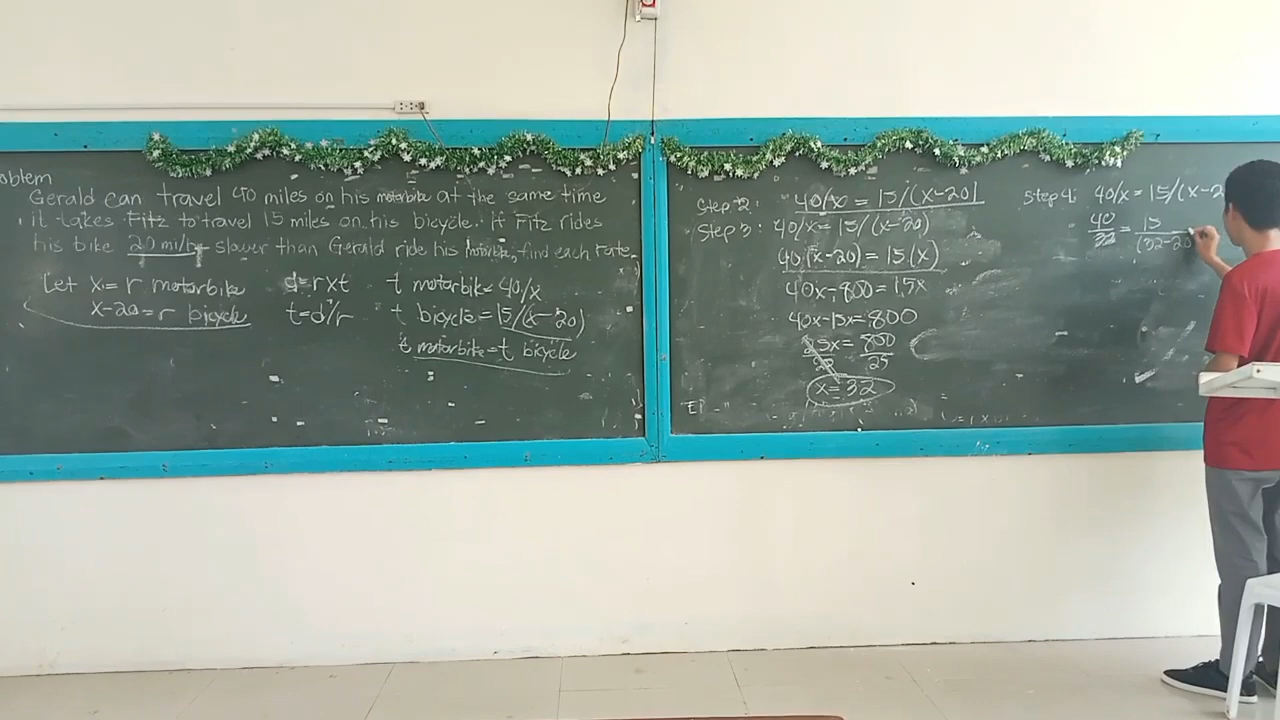 oblem
Gerald can travel 40 miles on his motorbike at the same time
it takes Fitz to travel 15 miles on his bicycle. If Fitz rides
his bike 20 mi/hr slower than Gerald ride his motorbike, find each rate.
Let x = r motorbike
x-20 = r bicycle
d=rxt
t=d/r
t motorbike = 40/x
t bicycle = 15/(x-20)
t motorbike = t bicycle
Step 2: 40/x = 15/(x-20)
Step 3: 40/x = 15/(x-20)
40(x-20) = 15(x)
40x-800 = 15x
40x-15x = 800
25x = 800
25 25
x = 32
Step 4: 40/x = 15/(x-2
40/32 = 15/(32-20